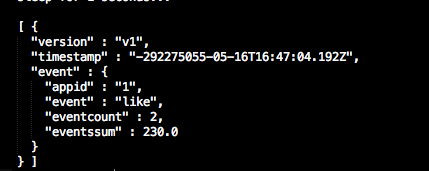 [ {
"version" : "v1",
"timestamp" : "-292275055-05-16T16:47:04.192Z",
"event" : {
"appid" : "1",
"event" : "like",
"eventcount" : 2,
"eventssum" : 230.0
}
} ]